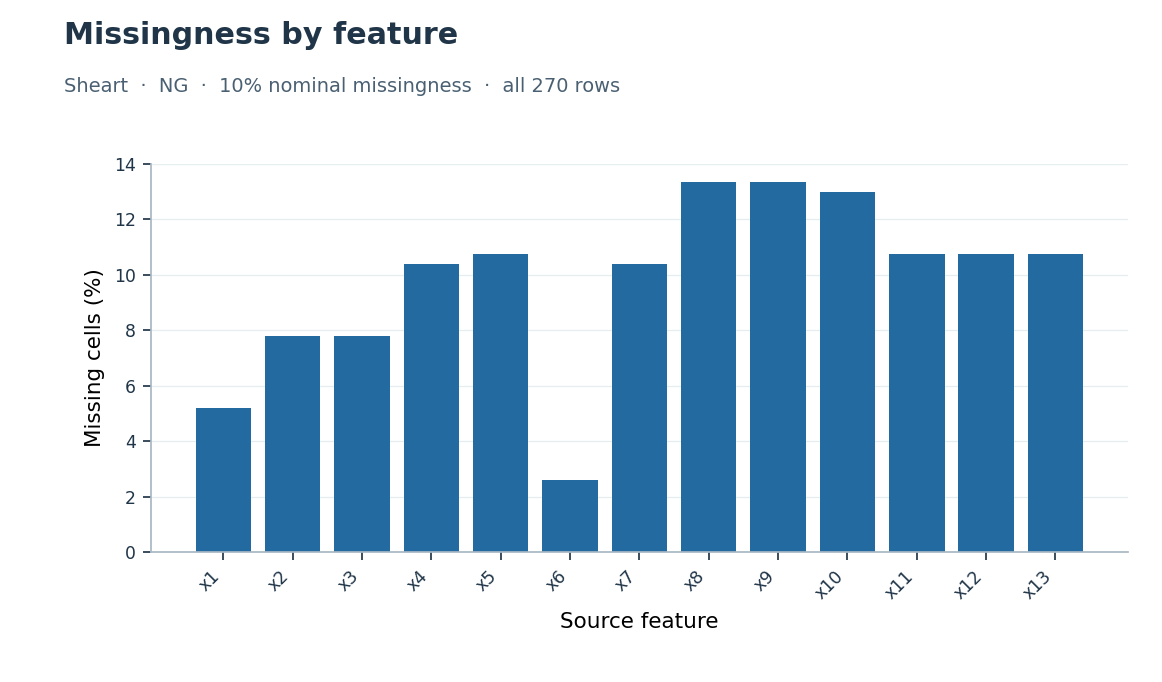 Missingness by feature
Sheart · NG · 10% nominal missingness · all 270 rows
14
12
10
8
6
4
2
0
Missing cells (%)
x1 x2 x3 x4 x5 x6 x7 x8 x9 x10 x11 x12 x13
Source feature